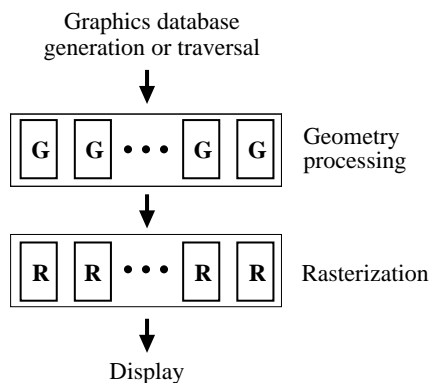 Graphics database
generation or traversal
G G • • • G G
Geometry
processing
R R • • • R R
Rasterization
Display